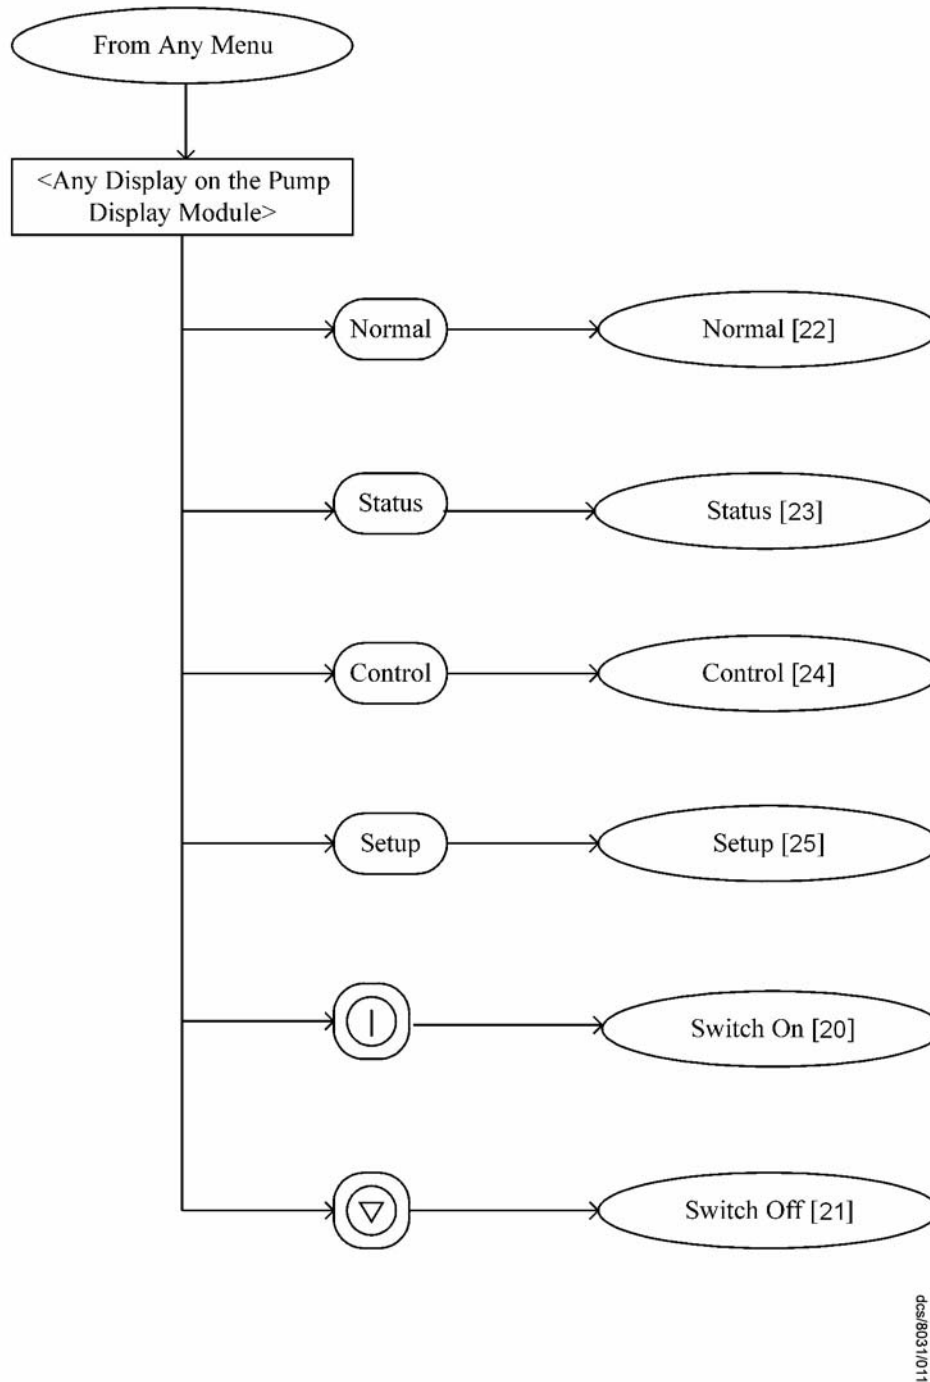 From Any Menu
<Any Display on the Pump
Display Module>
Normal
Normal [22]
Status
Status [23]
Control
Control [24]
Setup
Setup [25]
Switch On [20]
Switch Off [21]
dcs/8031/011